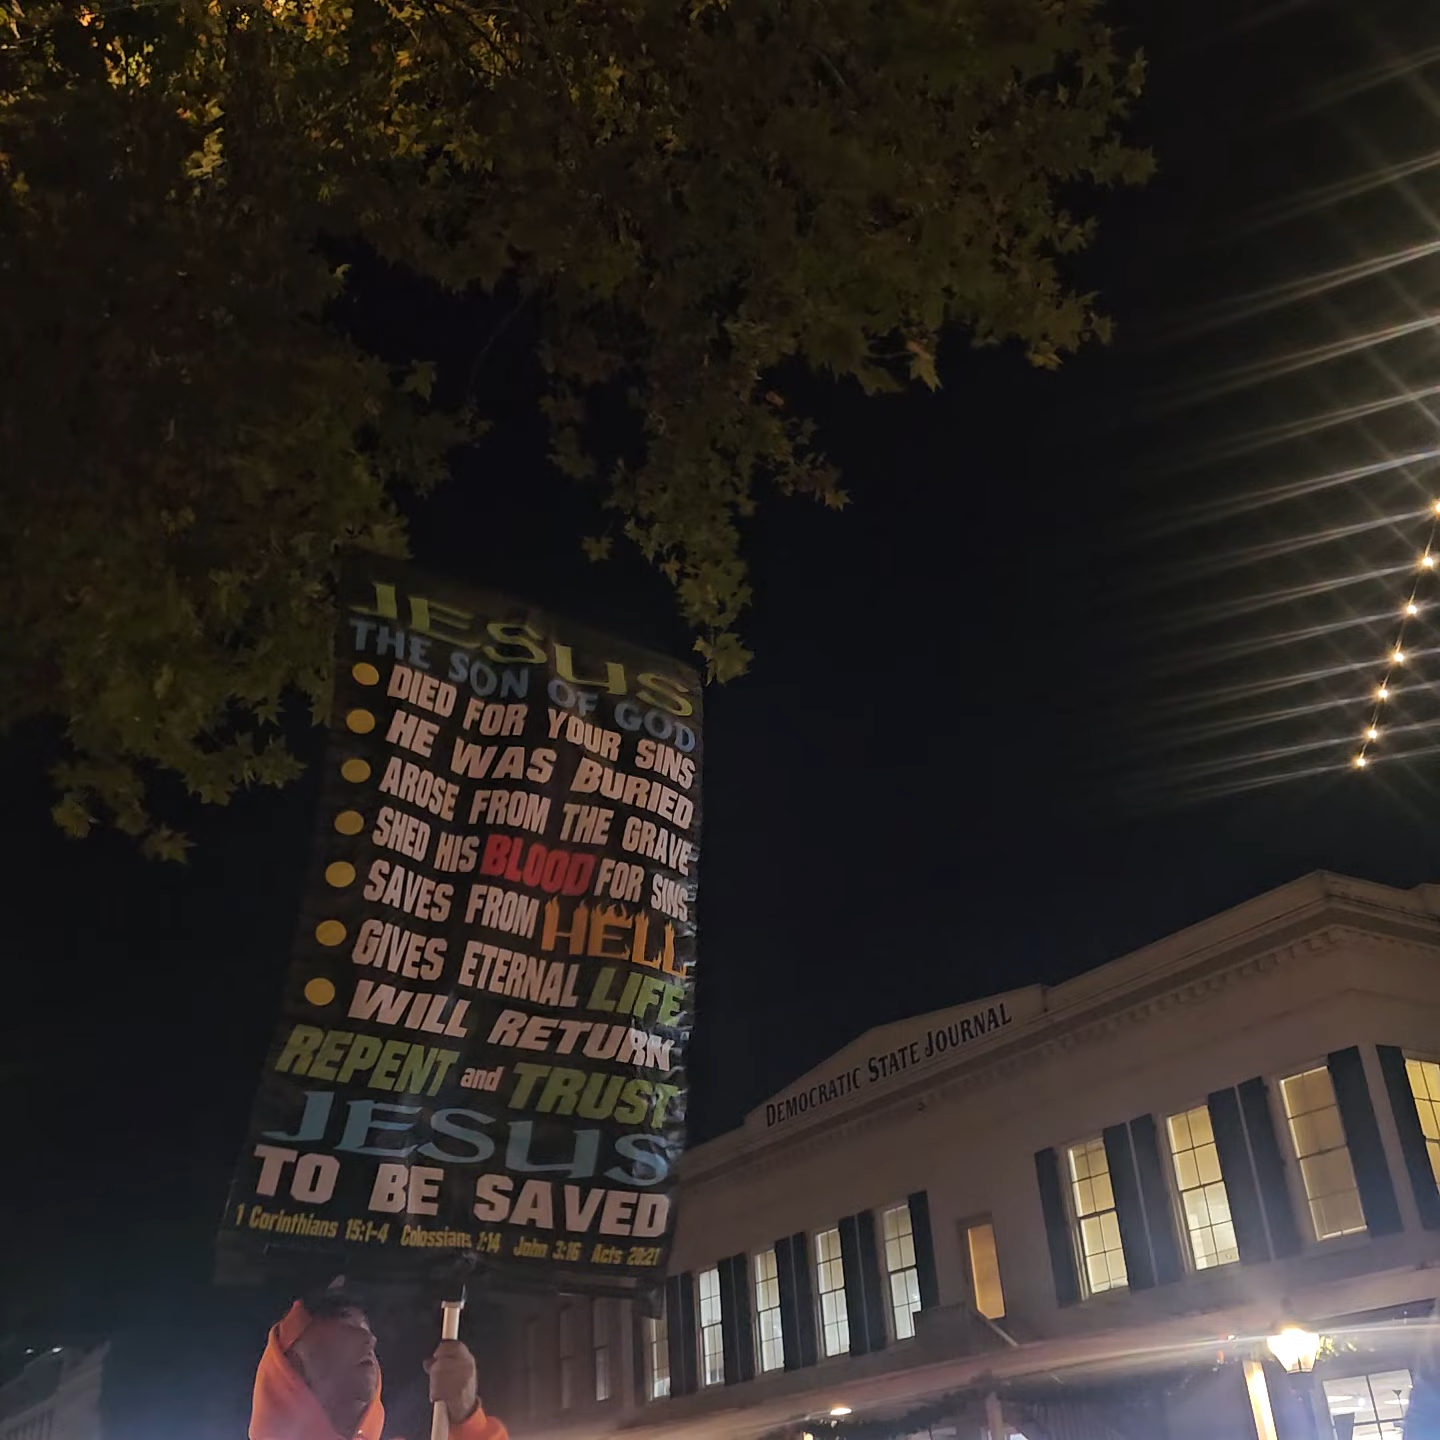 JESUS
THE SON OF GOD
DIED FOR YOUR SINS
HE WAS BURIED
AROSE FROM THE GRAVE
SHED HIS BLOOD FOR SINS
SAVES FROM HELL
GIVES ETERNAL LIFE
WILL RETURN
REPENT and TRUST
JESUS
TO BE SAVED
1 Corinthians 15:1-4 Colossians 1:14 John 3:16 Acts 20:21
DEMOCRATIC STATE JOURNAL